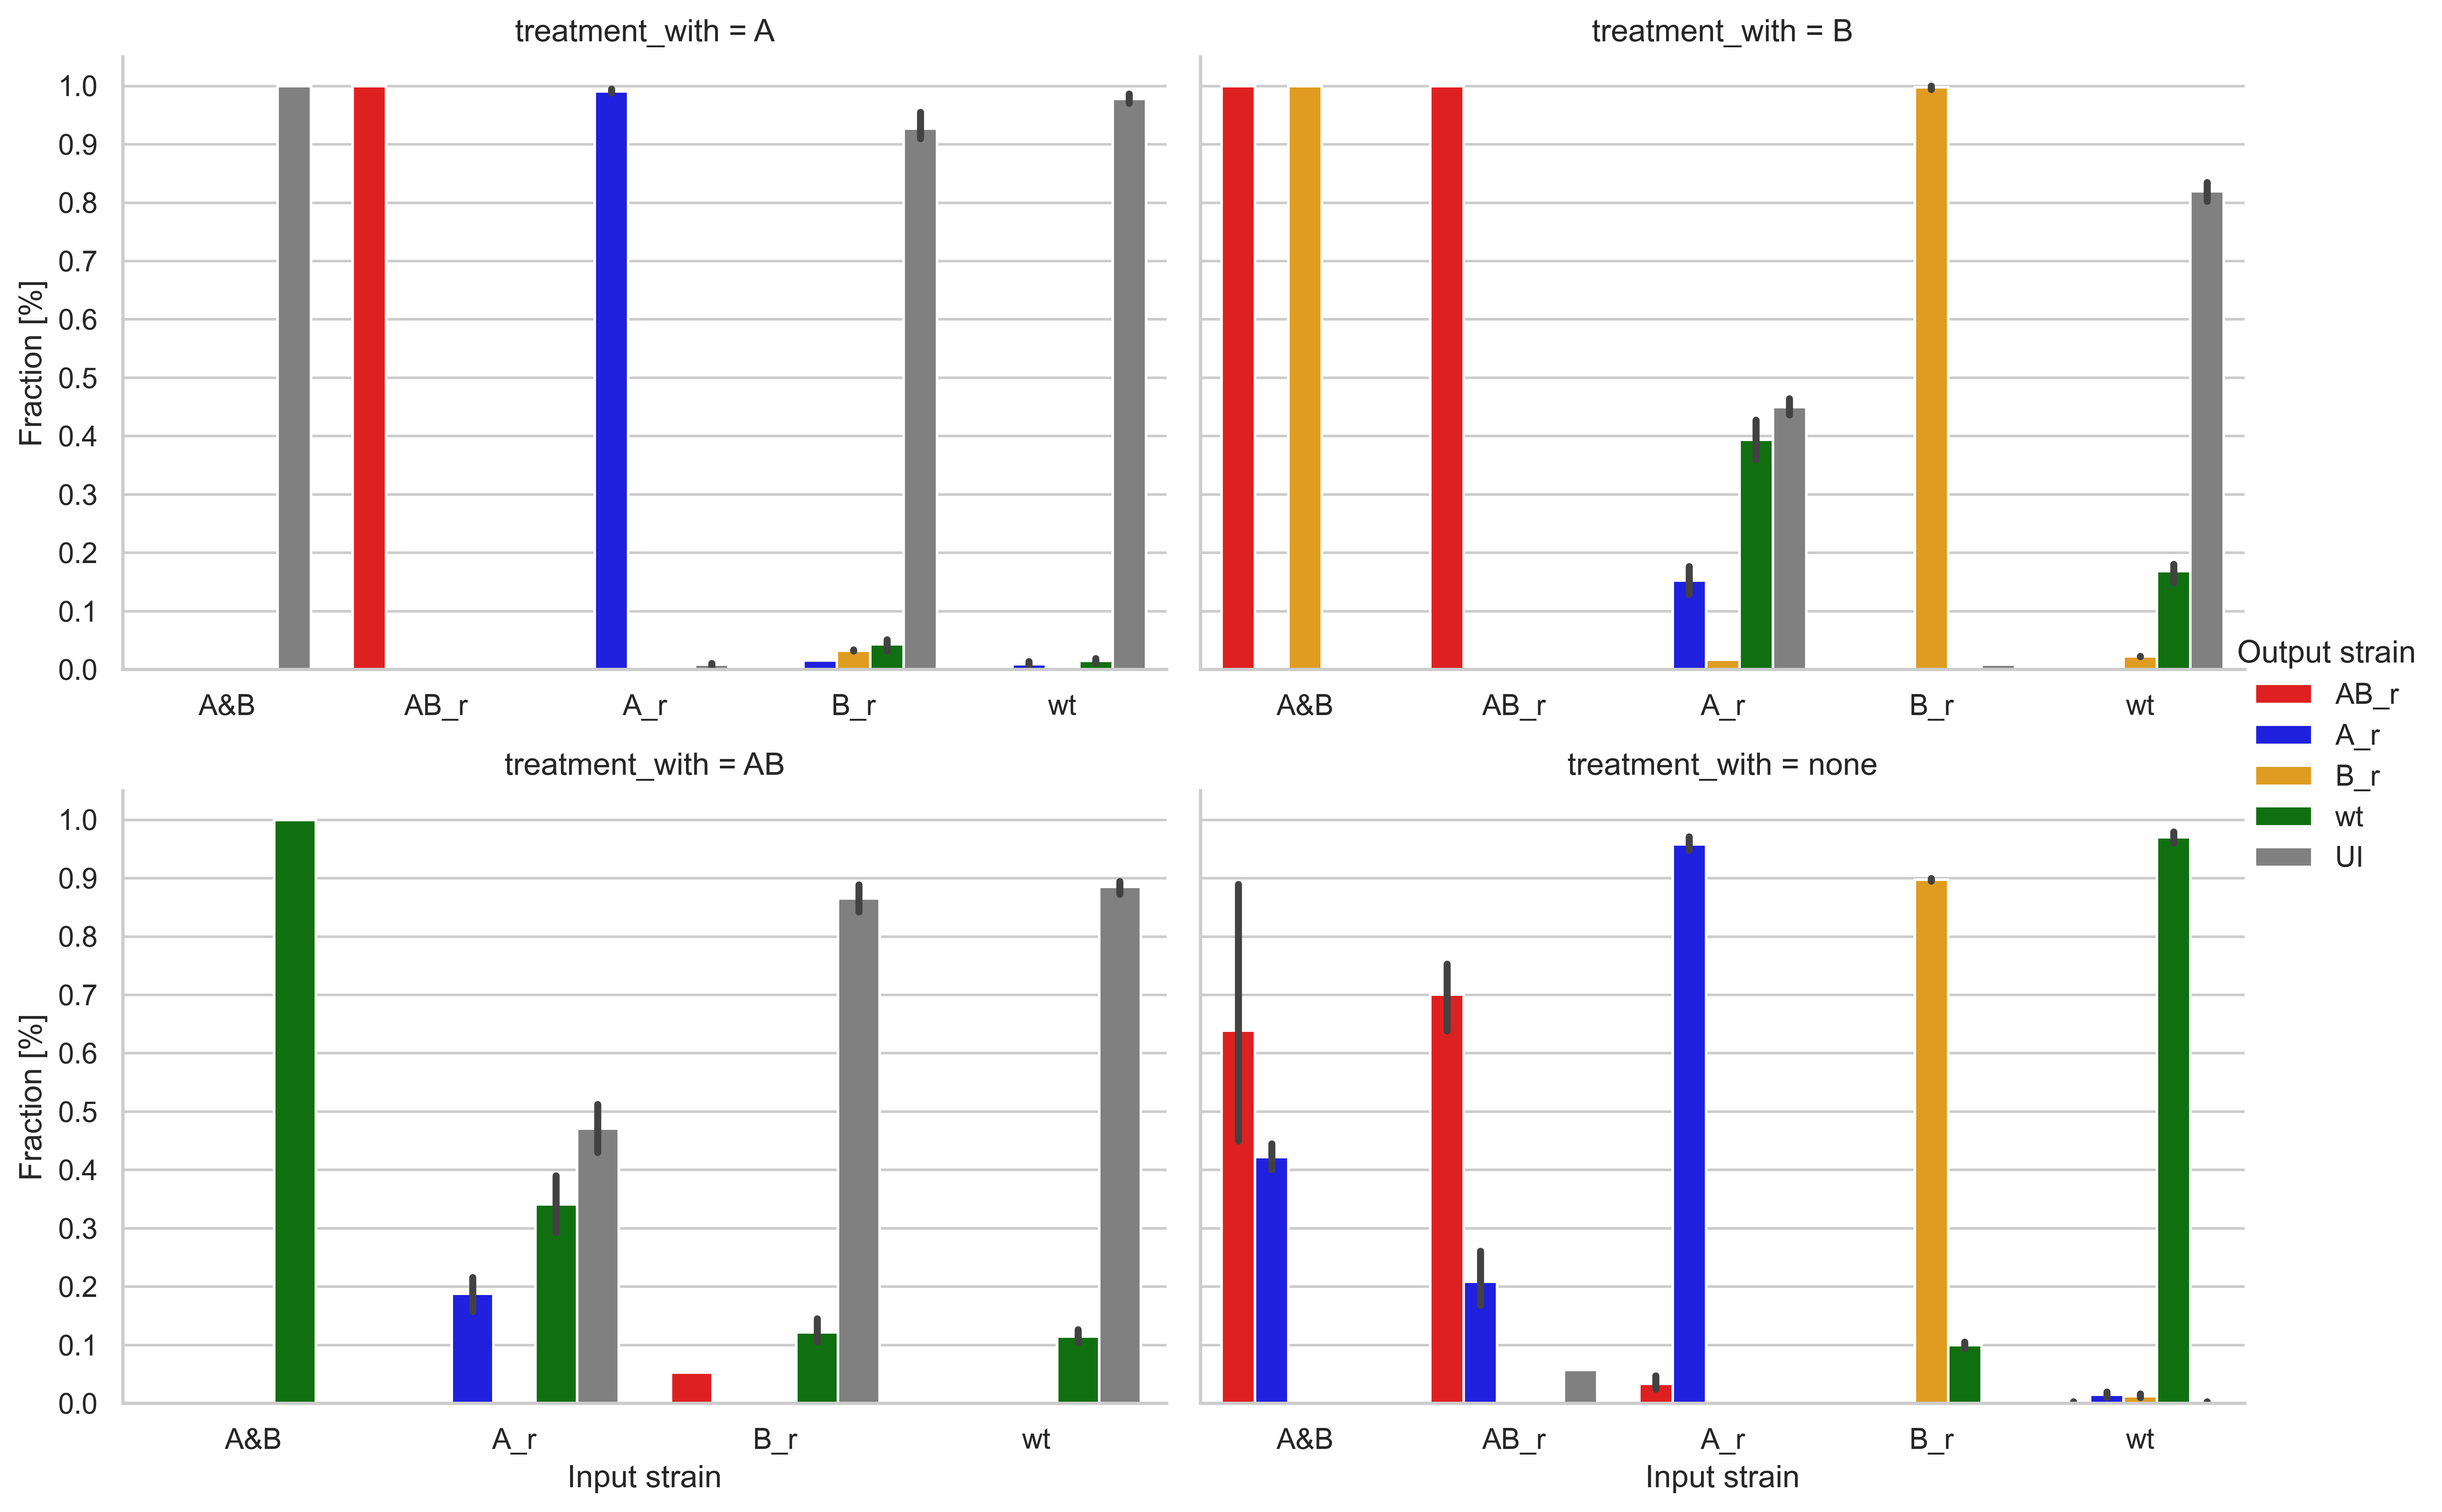 treatment_with = A
treatment_with = B
Fraction [%]
1.0
0.9
0.8
0.7
0.6
0.5
0.4
0.3
0.2
0.1
0.0
A&B AB_r A_r B_r wt
A&B AB_r A_r B_r wt
Output strain
AB_r
A_r
B_r
wt
UI
treatment_with = AB
treatment_with = none
Fraction [%]
1.0
0.9
0.8
0.7
0.6
0.5
0.4
0.3
0.2
0.1
0.0
A&B A_r B_r wt
Input strain
A&B AB_r A_r B_r wt
Input strain